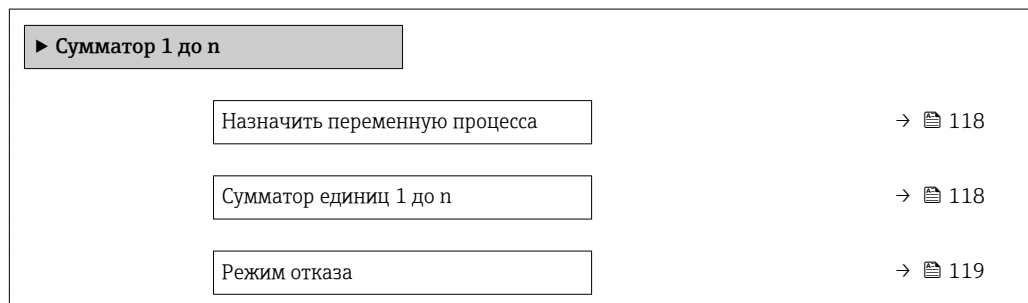 ► Сумматор 1 до n
Назначить переменную процесса → 118
Сумматор единиц 1 до n → 118
Режим отказа → 119